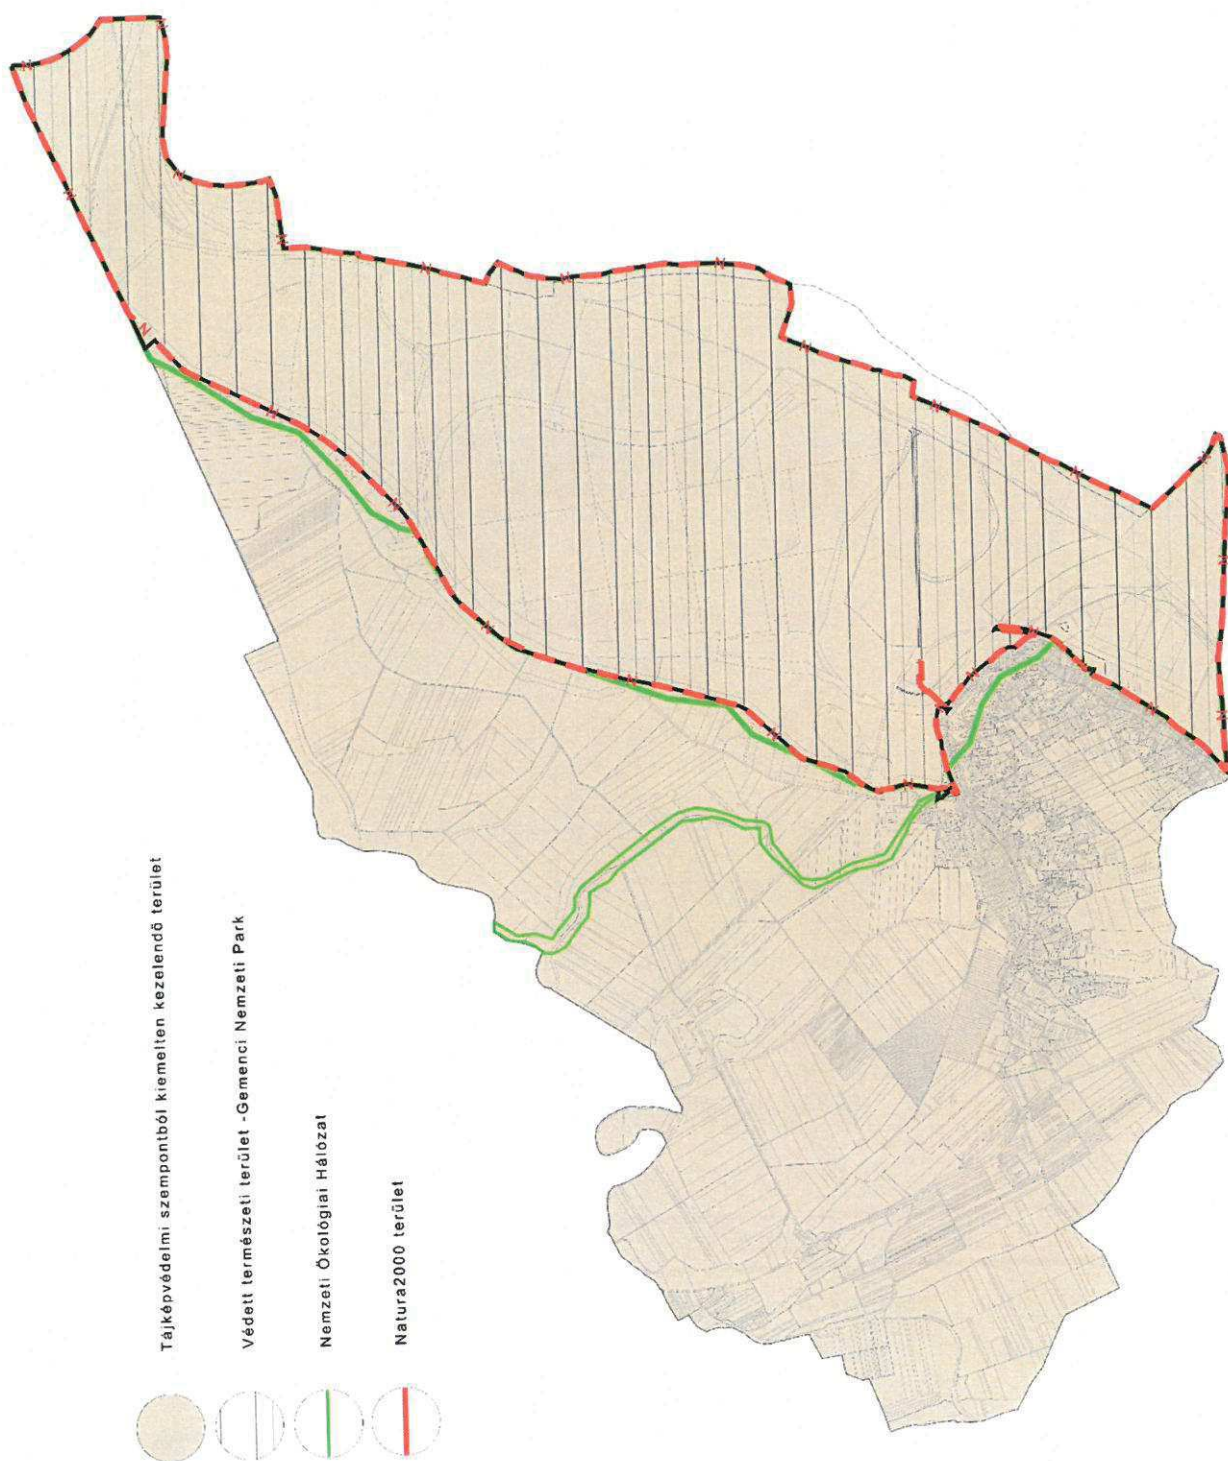 Tájképvédelmi szempontból kiemelten kezelendő terület
Védett természeti terület -Gemenci Nemzeti Park
Nemzeti Ökológiai Hálózat
Natura2000 terület